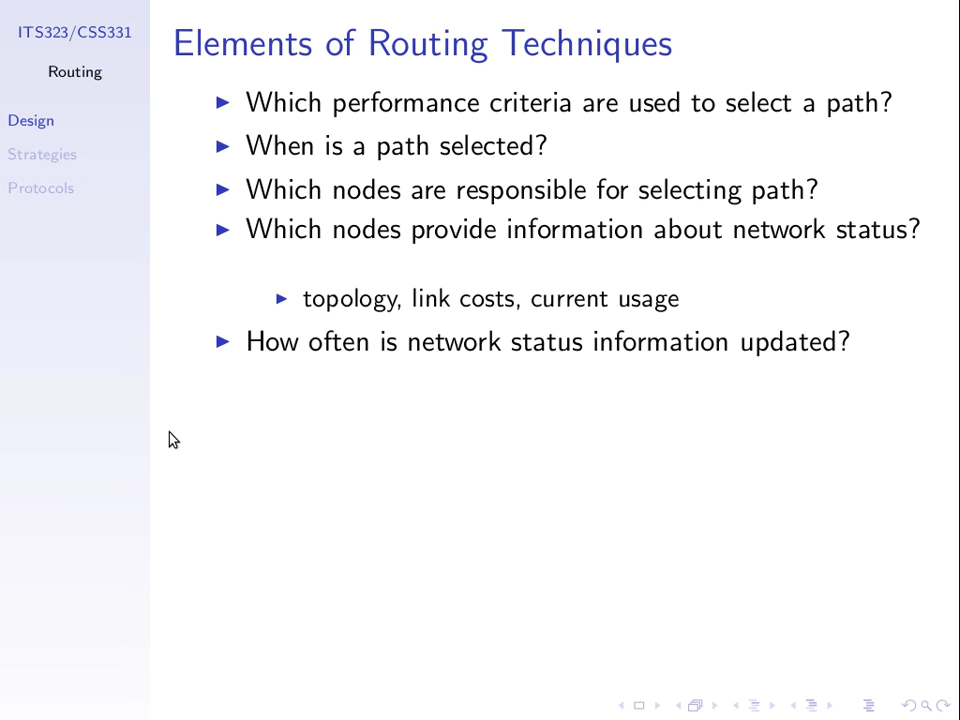 ITS323/CSS331
Routing
Design
Strategies
Protocols
Elements of Routing Techniques
Which performance criteria are used to select a path?
When is a path selected?
Which nodes are responsible for selecting path?
Which nodes provide information about network status?
topology, link costs, current usage
How often is network status information updated?